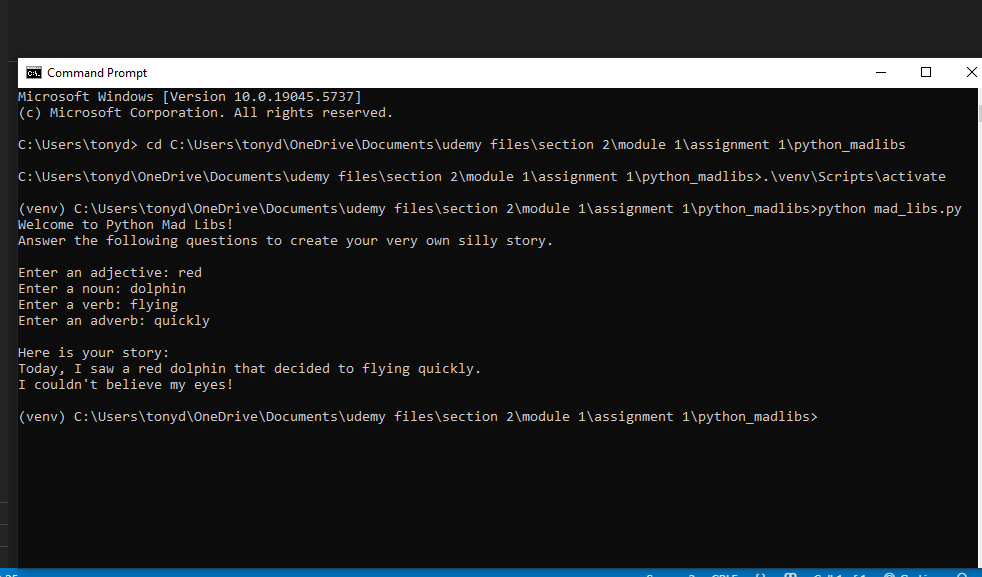 Command Prompt
Microsoft Windows [Version 10.0.19045.5737]
(c) Microsoft Corporation. All rights reserved.
C:\Users\tonyd> cd C:\Users\tonyd\OneDrive\Documents\udemy files\section 2\module 1\assignment 1\python_madlibs
C:\Users\tonyd\OneDrive\Documents\udemy files\section 2\module 1\assignment 1\python_madlibs>.\venv\Scripts\activate
(venv) C:\Users\tonyd\OneDrive\Documents\udemy files\section 2\module 1\assignment 1\python_madlibs>python mad_libs.py
Welcome to Python Mad Libs!
Answer the following questions to create your very own silly story.
Enter an adjective: red
Enter a noun: dolphin
Enter a verb: flying
Enter an adverb: quickly
Here is your story:
Today, I saw a red dolphin that decided to flying quickly.
I couldn't believe my eyes!
(venv) C:\Users\tonyd\OneDrive\Documents\udemy files\section 2\module 1\assignment 1\python_madlibs>